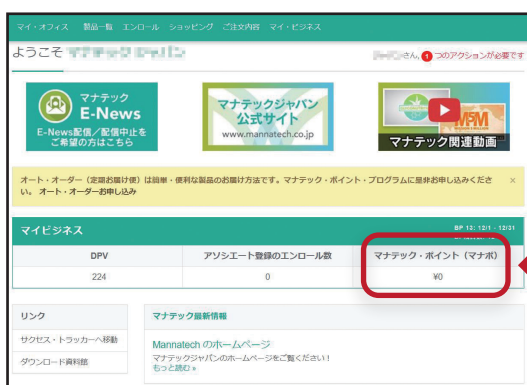 マイ・オフィス 製品一覧 エンロール ショッピング ご注文内容 マイ・ビジネス
ようこそ
さん, 1 つのアクションが必要です
マナテック
E-News
E-News配信／配信中止を
ご希望の方はこちら
マナテックジャパン
公式サイト
www.mannatech.co.jp
M5M
マナテック関連動画
オート・オーダー（定期お届け便）は簡単・便利な製品のお届け方法です。マナテック・ポイント・プログラムに是非お申し込みくださ
い。 オート・オーダーお申し込み
×
マイビジネス
BP 13: 12/1 - 12/31
DPV アソシエート登録のエンロール数 マナテック・ポイント（マナポ）
224 0 ¥0
リンク
サクセス・トラッカーへ移動
ダウンロード資料館
マナテック最新情報
Mannatech のホームページ
マナテックジャパンのホームページをご覧ください！
もっと読む »